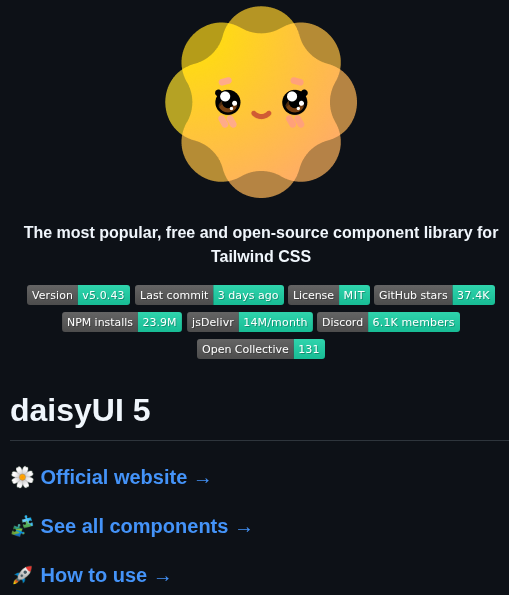 The most popular, free and open-source component library for
Tailwind CSS
Version v5.0.43 Last commit 3 days ago License MIT GitHub stars 37.4K
NPM installs 23.9M jsDelivr 14M/month Discord 6.1K members
Open Collective 131
daisyUI 5
Official website →
See all components →
How to use →